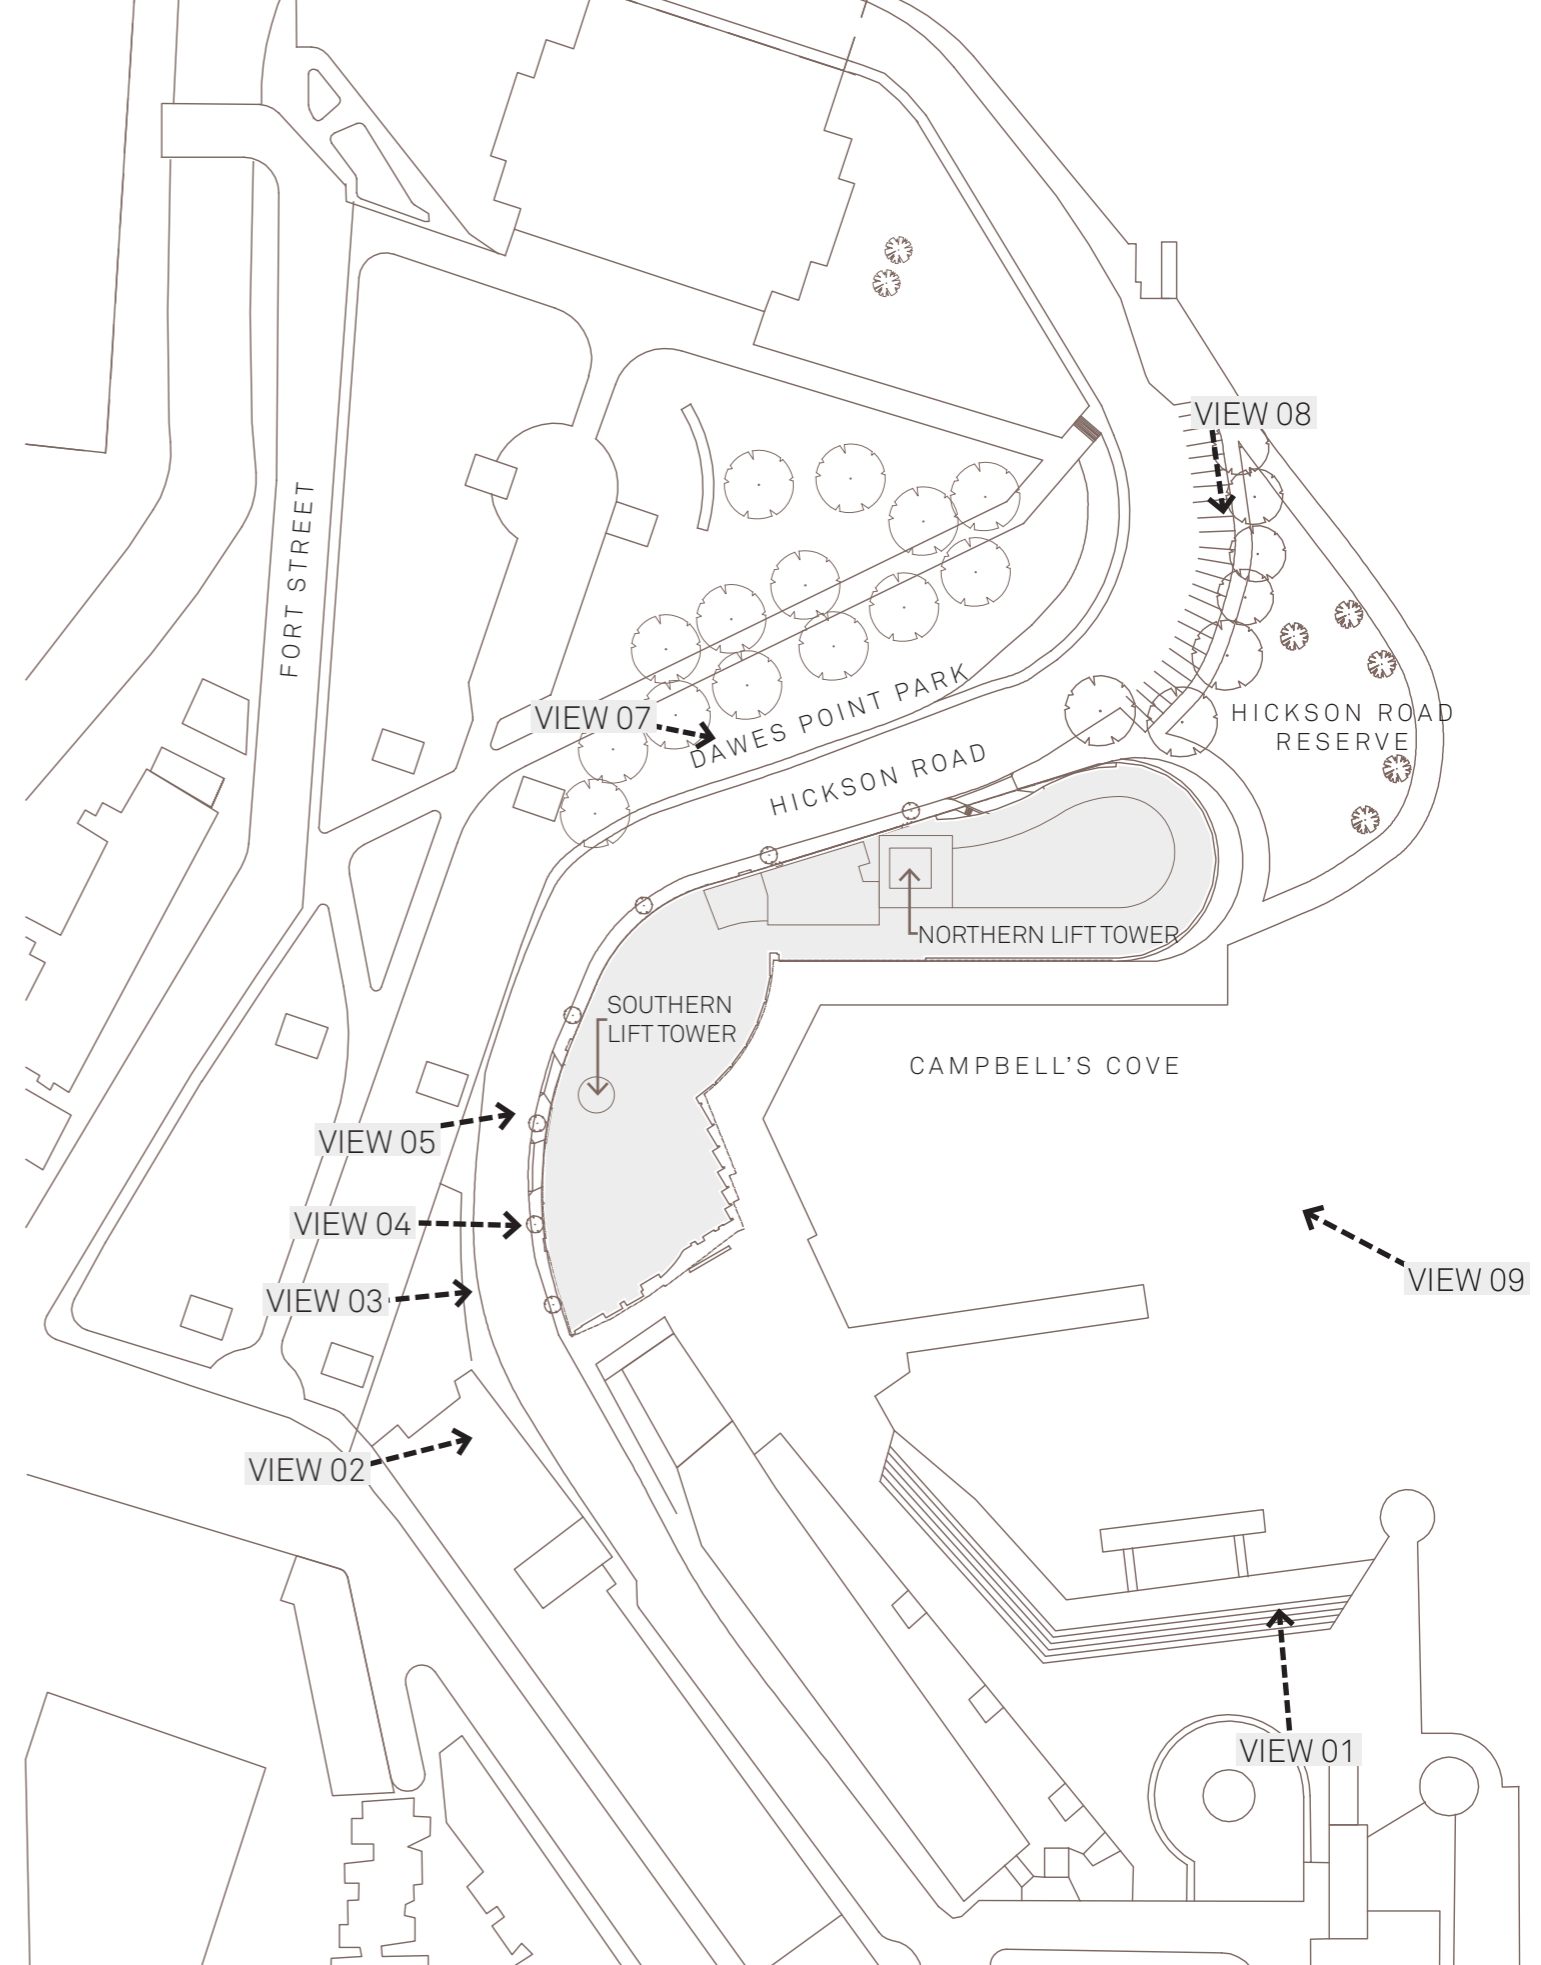 VIEW 08
FORT STREET
VIEW 07
DAWES POINT PARK
HICKSON ROAD
RESERVE
HICKSON ROAD
NORTHERN LIFT TOWER
SOUTHERN
LIFT TOWER
CAMPBELL’S COVE
VIEW 05
VIEW 04
VIEW 03
VIEW 09
VIEW 02
VIEW 01